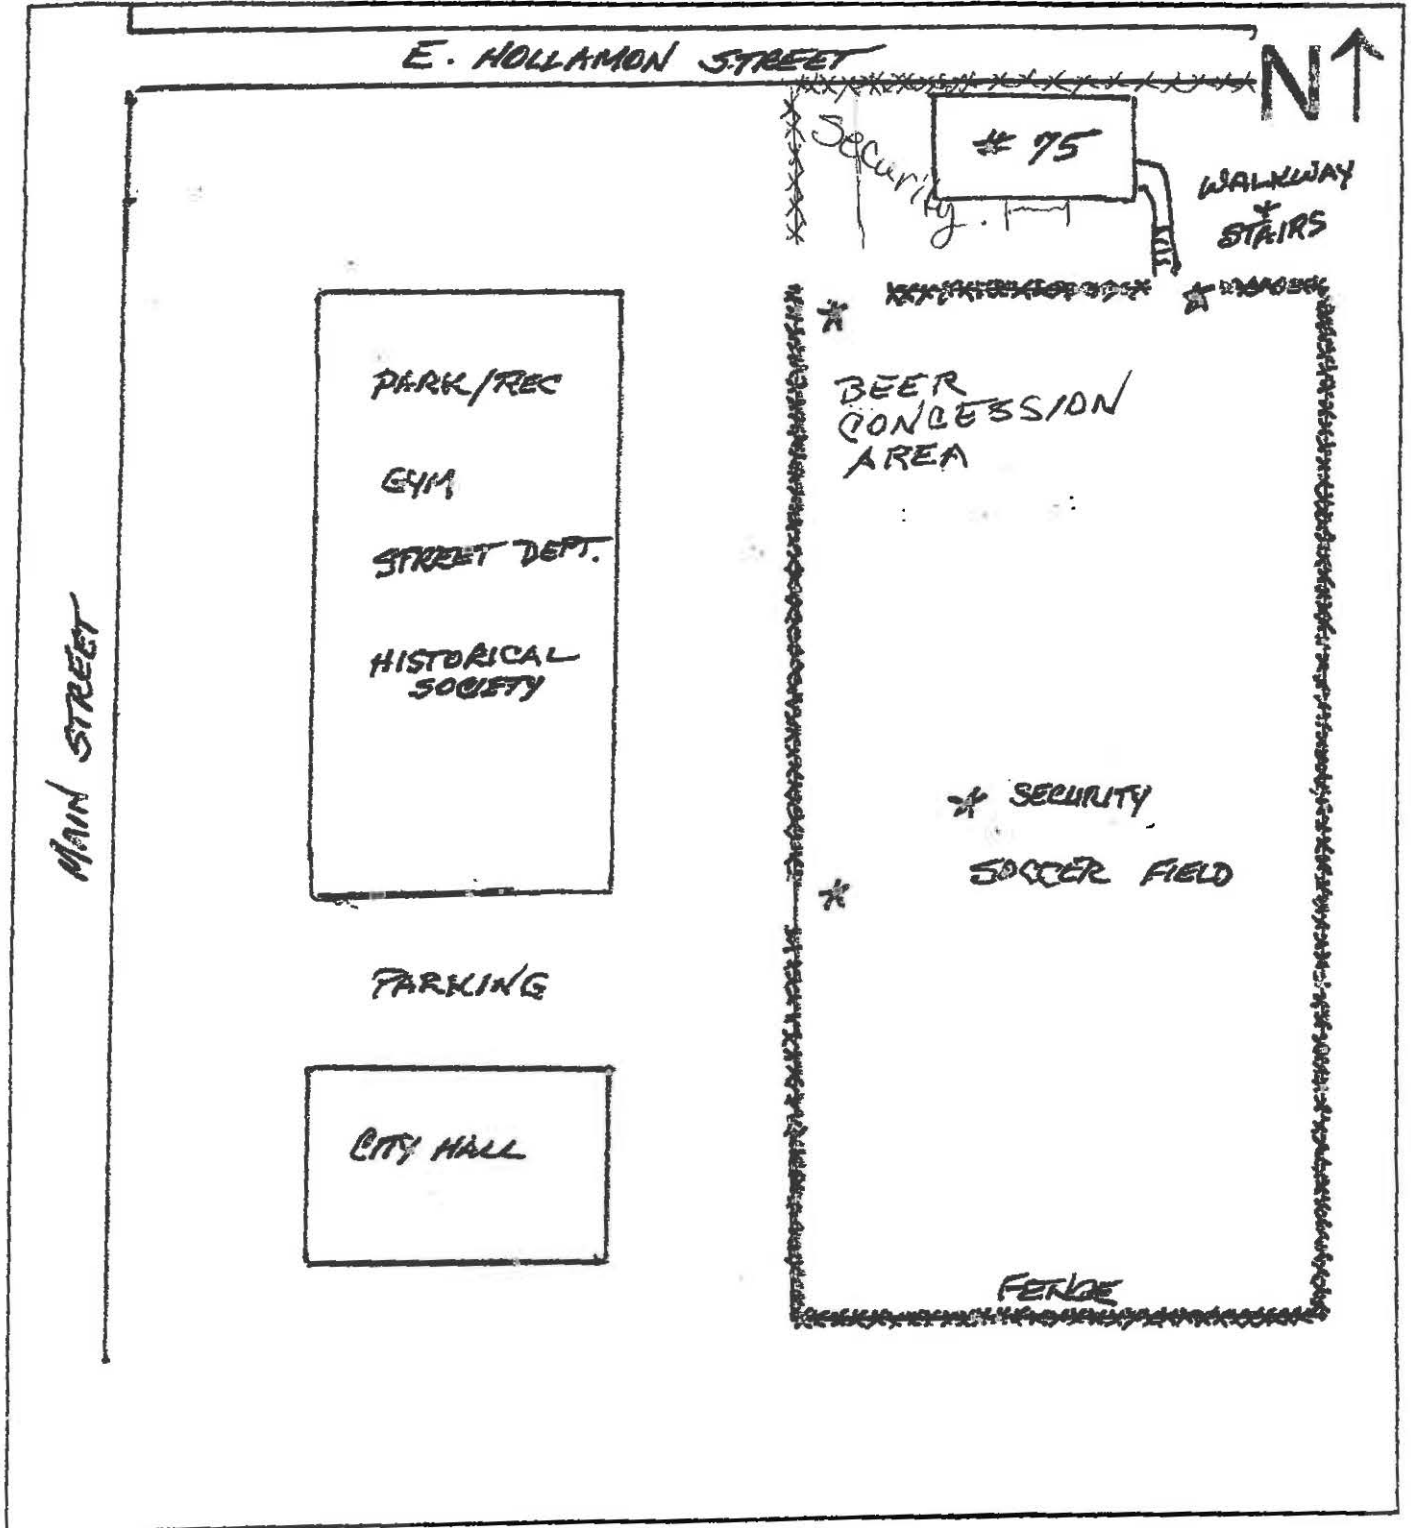 E. HOLLAMON STREET
N
Security
# 75
WALKWAY
+
STAIRS
PARK/REC
GYM
STREET DEPT.
HISTORICAL
SOCIETY
BEER
CONCESSION
AREA
MAIN STREET
* SECURITY
SOCCER FIELD
PARKING
CITY HALL
FENCE